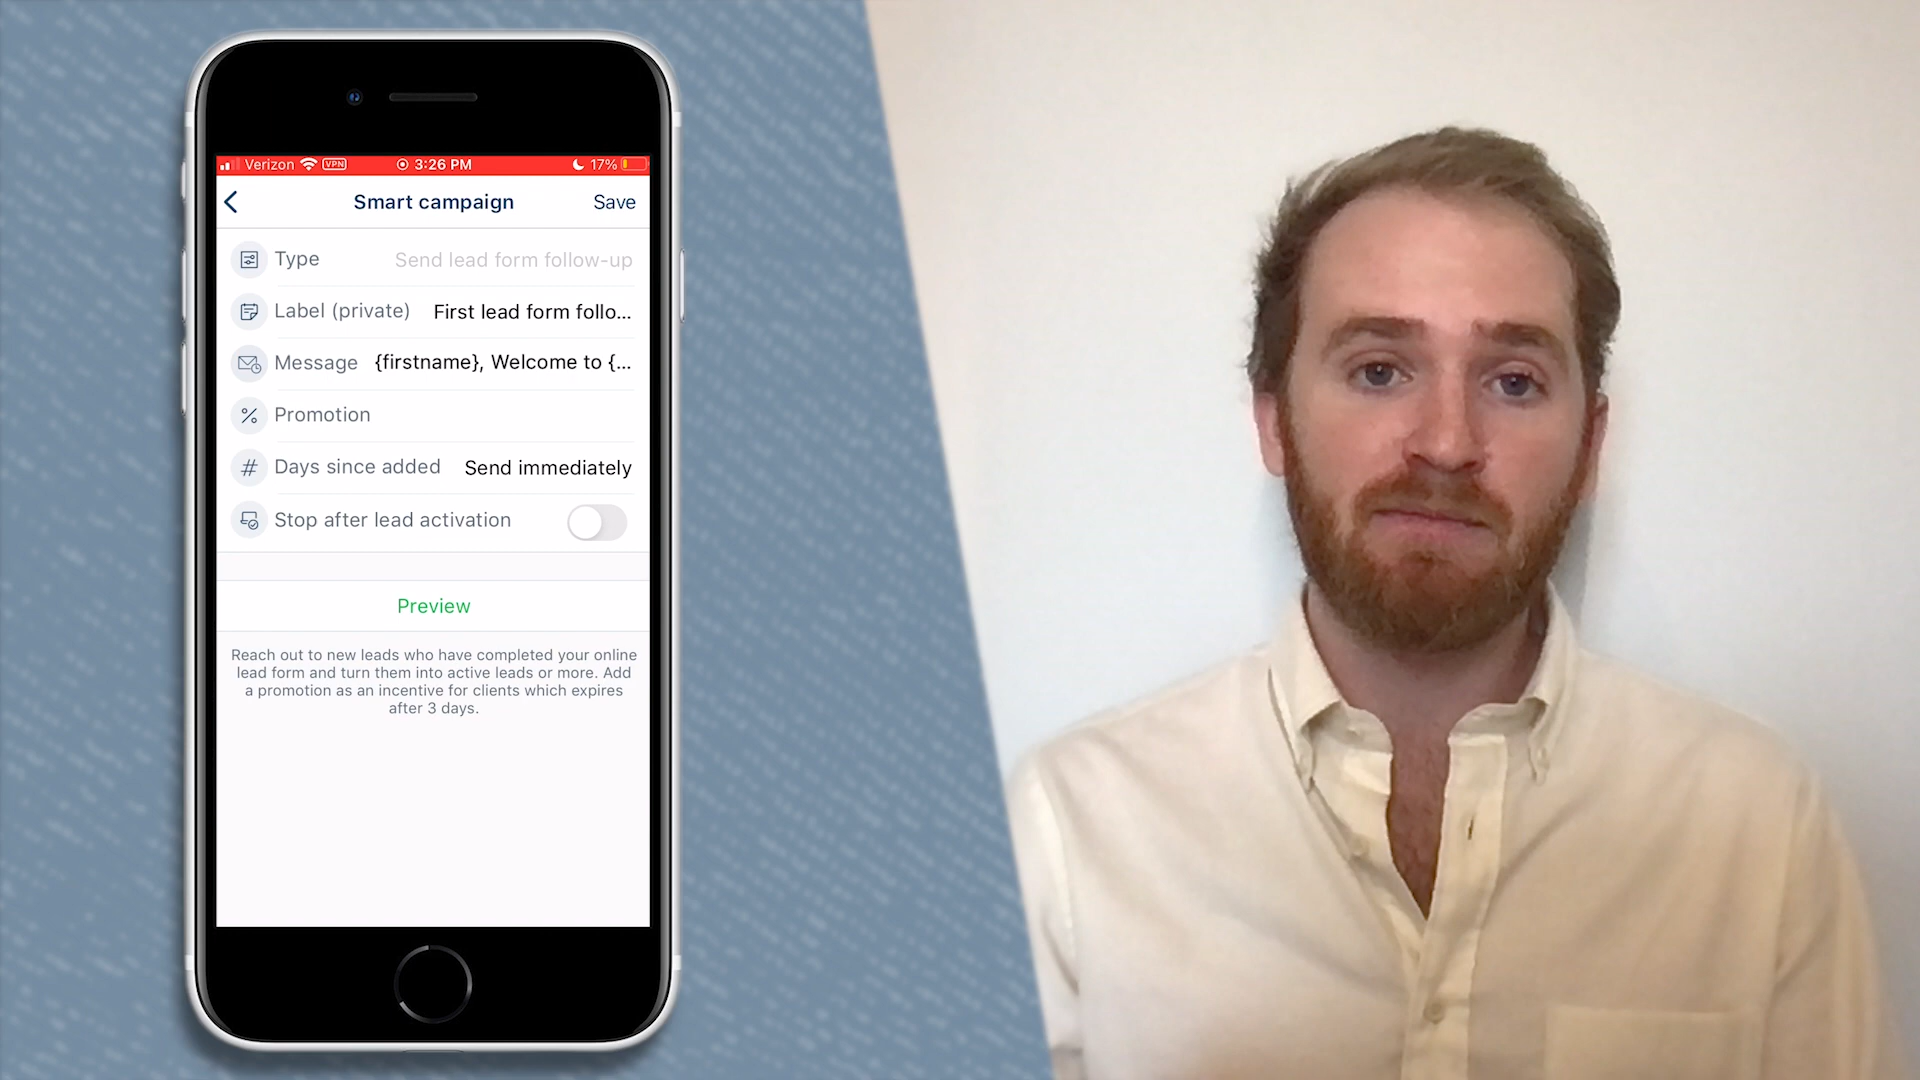 Verizon VPN 3:26 PM 17%
Smart campaign Save
Type Send lead form follow-up
Label (private) First lead form follo...
Message {firstname}, Welcome to {...
% Promotion
# Days since added Send immediately
Stop after lead activation
Preview
Reach out to new leads who have completed your online
lead form and turn them into active leads or more. Add
a promotion as an incentive for clients which expires
after 3 days.